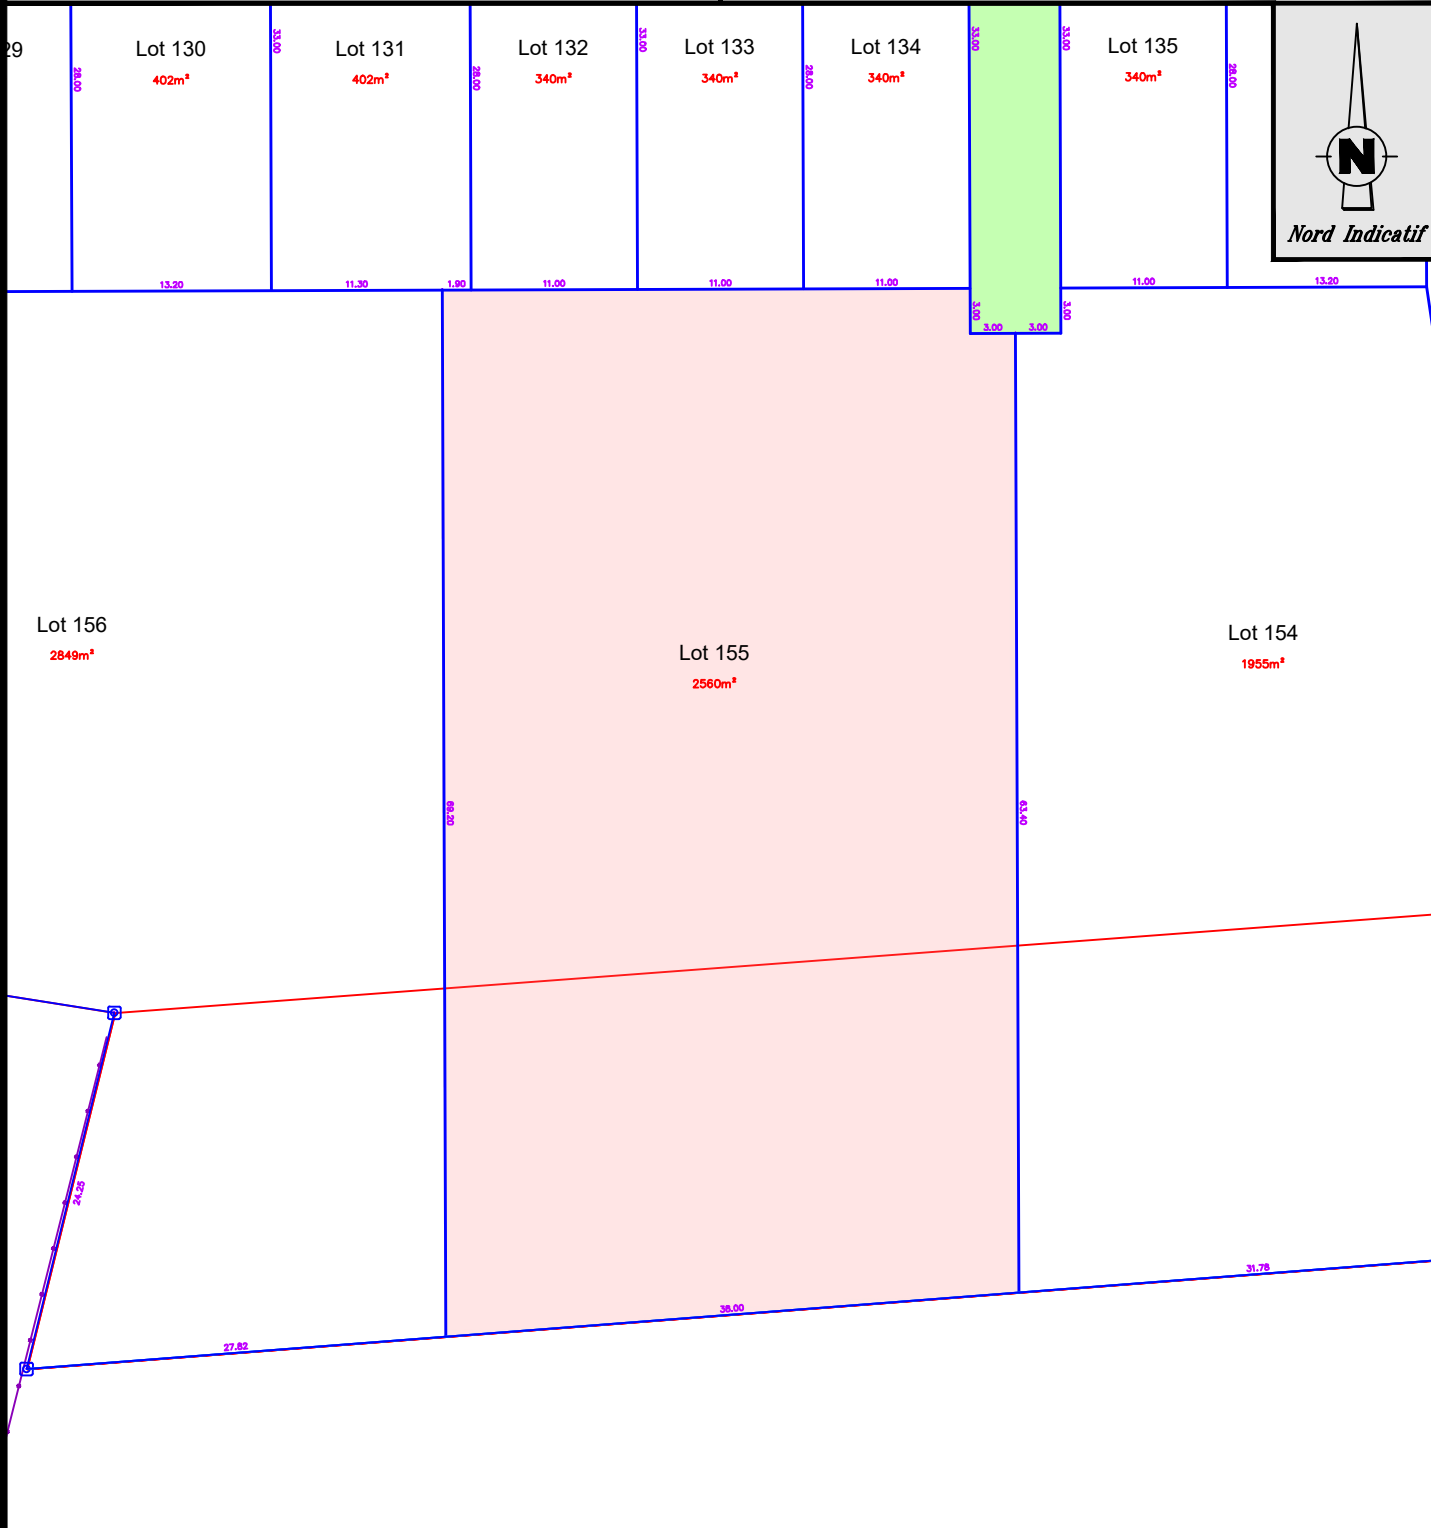 29
Lot 130
402m²
Lot 131
402m²
Lot 132
340m²
Lot 133
340m²
Lot 134
340m²
Lot 135
340m²
28.00
33.00
28.00
33.00
28.00
33.00
33.00
28.00
N
Nord Indicatif
13.20
11.30
1.90
11.00
11.00
11.00
11.00
13.20
3.00
3.00
3.00
3.00
Lot 156
2849m²
Lot 155
2560m²
Lot 154
1955m²
69.20
63.40
24.25
27.82
38.00
31.78